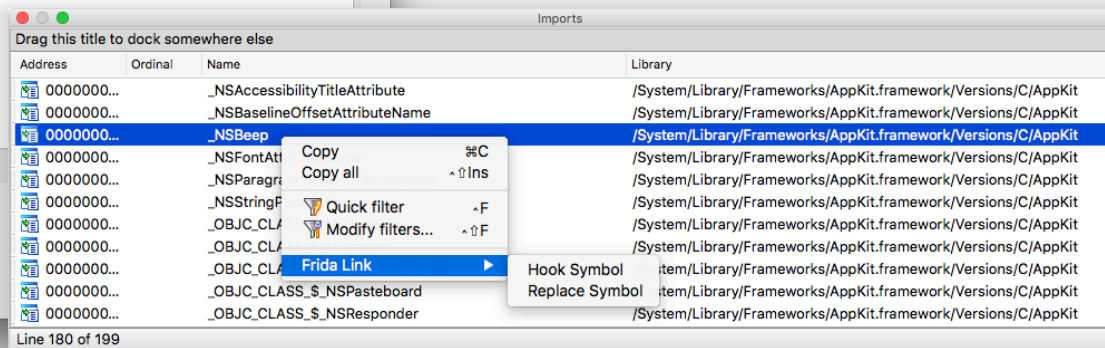 Imports
Drag this title to dock somewhere else
Address Ordinal Name Library
0000000... _NSAccessibilityTitleAttribute /System/Library/Frameworks/AppKit.framework/Versions/C/AppKit
0000000... _NSBaselineOffsetAttributeName /System/Library/Frameworks/AppKit.framework/Versions/C/AppKit
0000000... _NSBeep /System/Library/Frameworks/AppKit.framework/Versions/C/AppKit
0000000... _NSFontAtt /System/Library/Frameworks/AppKit.framework/Versions/C/AppKit
0000000... _NSParagra /System/Library/Frameworks/AppKit.framework/Versions/C/AppKit
0000000... _NSStringP /System/Library/Frameworks/AppKit.framework/Versions/C/AppKit
0000000... _OBJC_CL /System/Library/Frameworks/AppKit.framework/Versions/C/AppKit
0000000... _OBJC_CLA /System/Library/Frameworks/AppKit.framework/Versions/C/AppKit
0000000... _OBJC_CLA /System/Library/Frameworks/AppKit.framework/Versions/C/AppKit
0000000... _OBJC_CLASS_$_NSPasteboard /System/Library/Frameworks/AppKit.framework/Versions/C/AppKit
0000000... _OBJC_CLASS_$_NSResponder /System/Library/Frameworks/AppKit.framework/Versions/C/AppKit
Copy ⌘C
Copy all ^⇧Ins
Quick filter ^F
Modify filters... ^⇧F
Frida Link ▶
Hook Symbol
Replace Symbol
Line 180 of 199